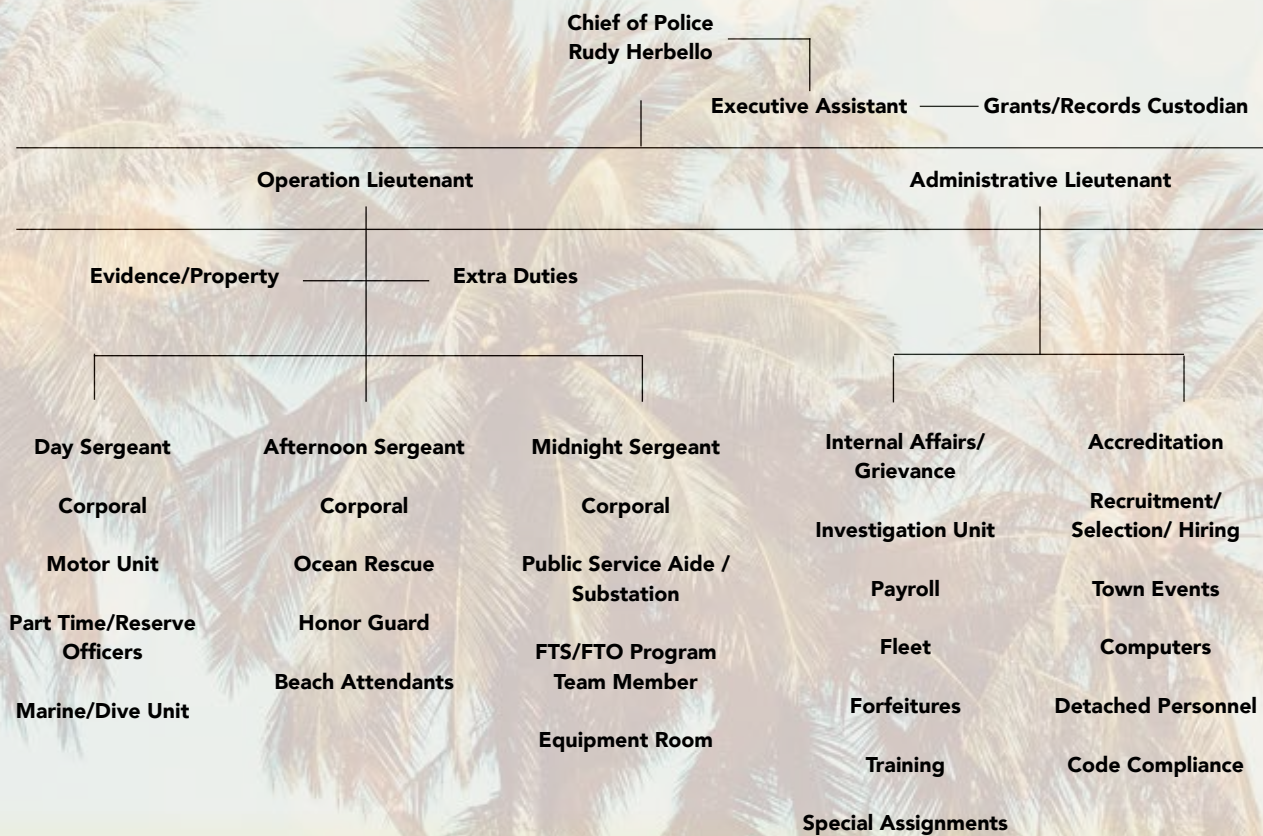 Chief of Police
Rudy Herbello
Executive Assistant
Grants/Records Custodian
Operation Lieutenant
Administrative Lieutenant
Evidence/Property
Extra Duties
Day Sergeant
Corporal
Motor Unit
Part Time/Reserve
Officers
Marine/Dive Unit
Afternoon Sergeant
Corporal
Ocean Rescue
Honor Guard
Beach Attendants
Midnight Sergeant
Corporal
Public Service Aide /
Substation
FTS/FTO Program
Team Member
Equipment Room
Internal Affairs/
Grievance
Investigation Unit
Payroll
Fleet
Forfeitures
Training
Special Assignments
Accreditation
Recruitment/
Selection/ Hiring
Town Events
Computers
Detached Personnel
Code Compliance